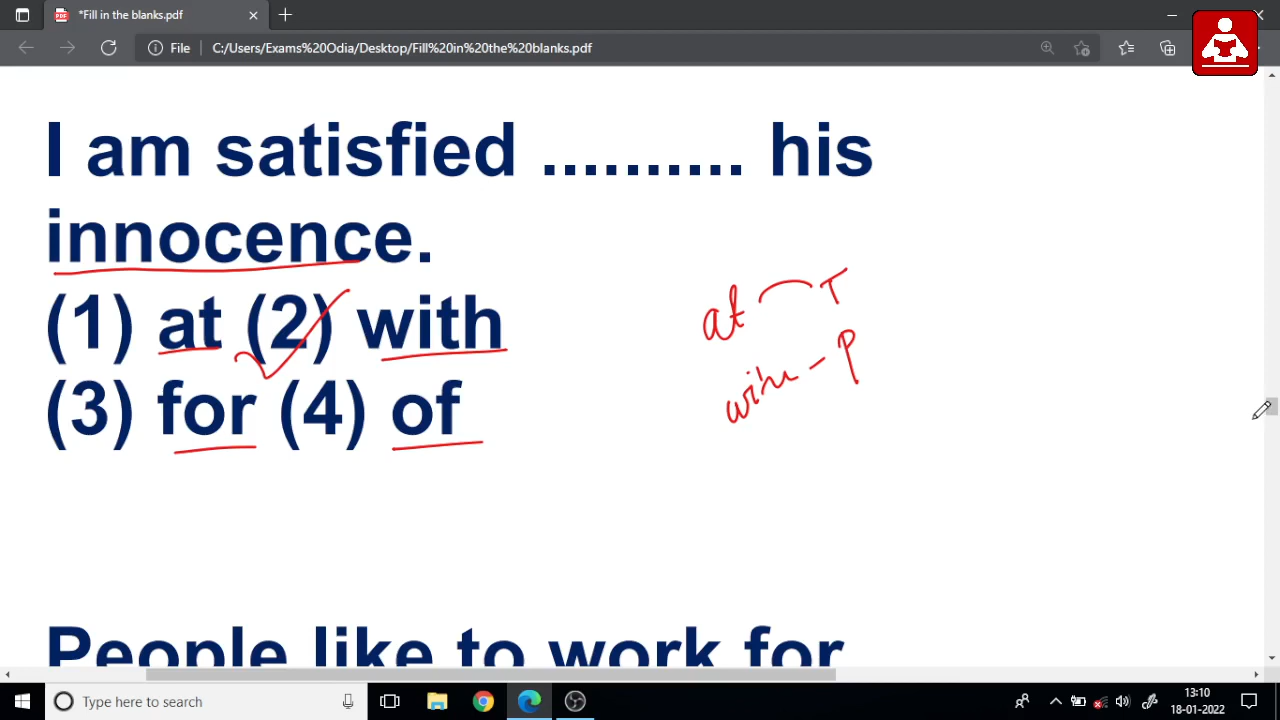 *Fill in the blanks.pdf
File
C:/Users/Exams%20Odia/Desktop/Fill%20in%20the%20blanks.pdf
I am satisfied .......... his
innocence.
(1) at (2) with
(3) for (4) of
at T
with - P
People like to work for
Type here to search
13:10
18-01-2022